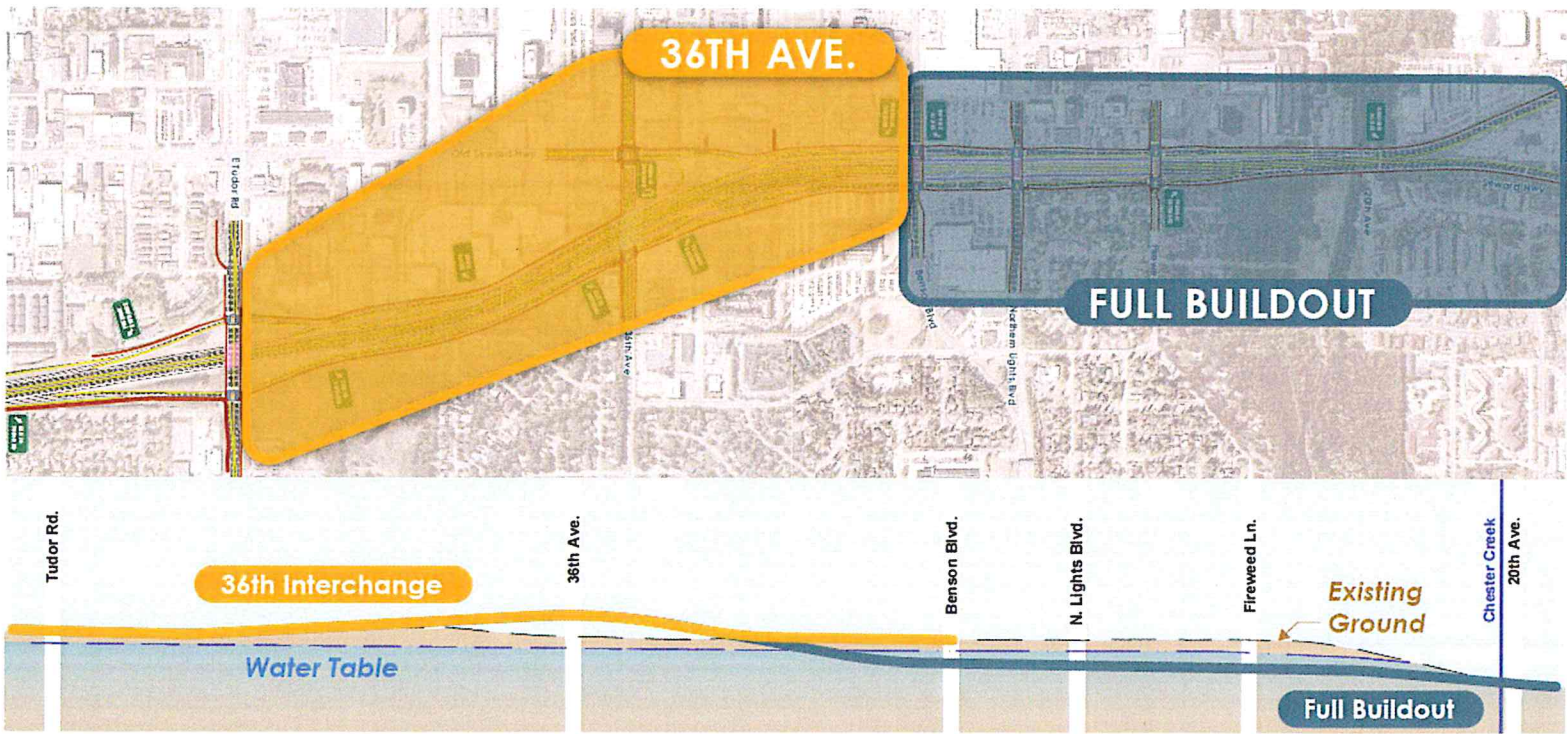 36TH AVE.
Old Seward Hwy
E Tudor Rd
Seward Hwy
20th Ave
36th Ave
Blvd
Northern Lights Blvd
FULL BUILDOUT
Tudor Rd.
36th Ave.
Benson Blvd.
N. Lights Blvd.
Fireweed Ln.
Chester Creek
20th Ave.
36th Interchange
Existing
Ground
Water Table
Full Buildout